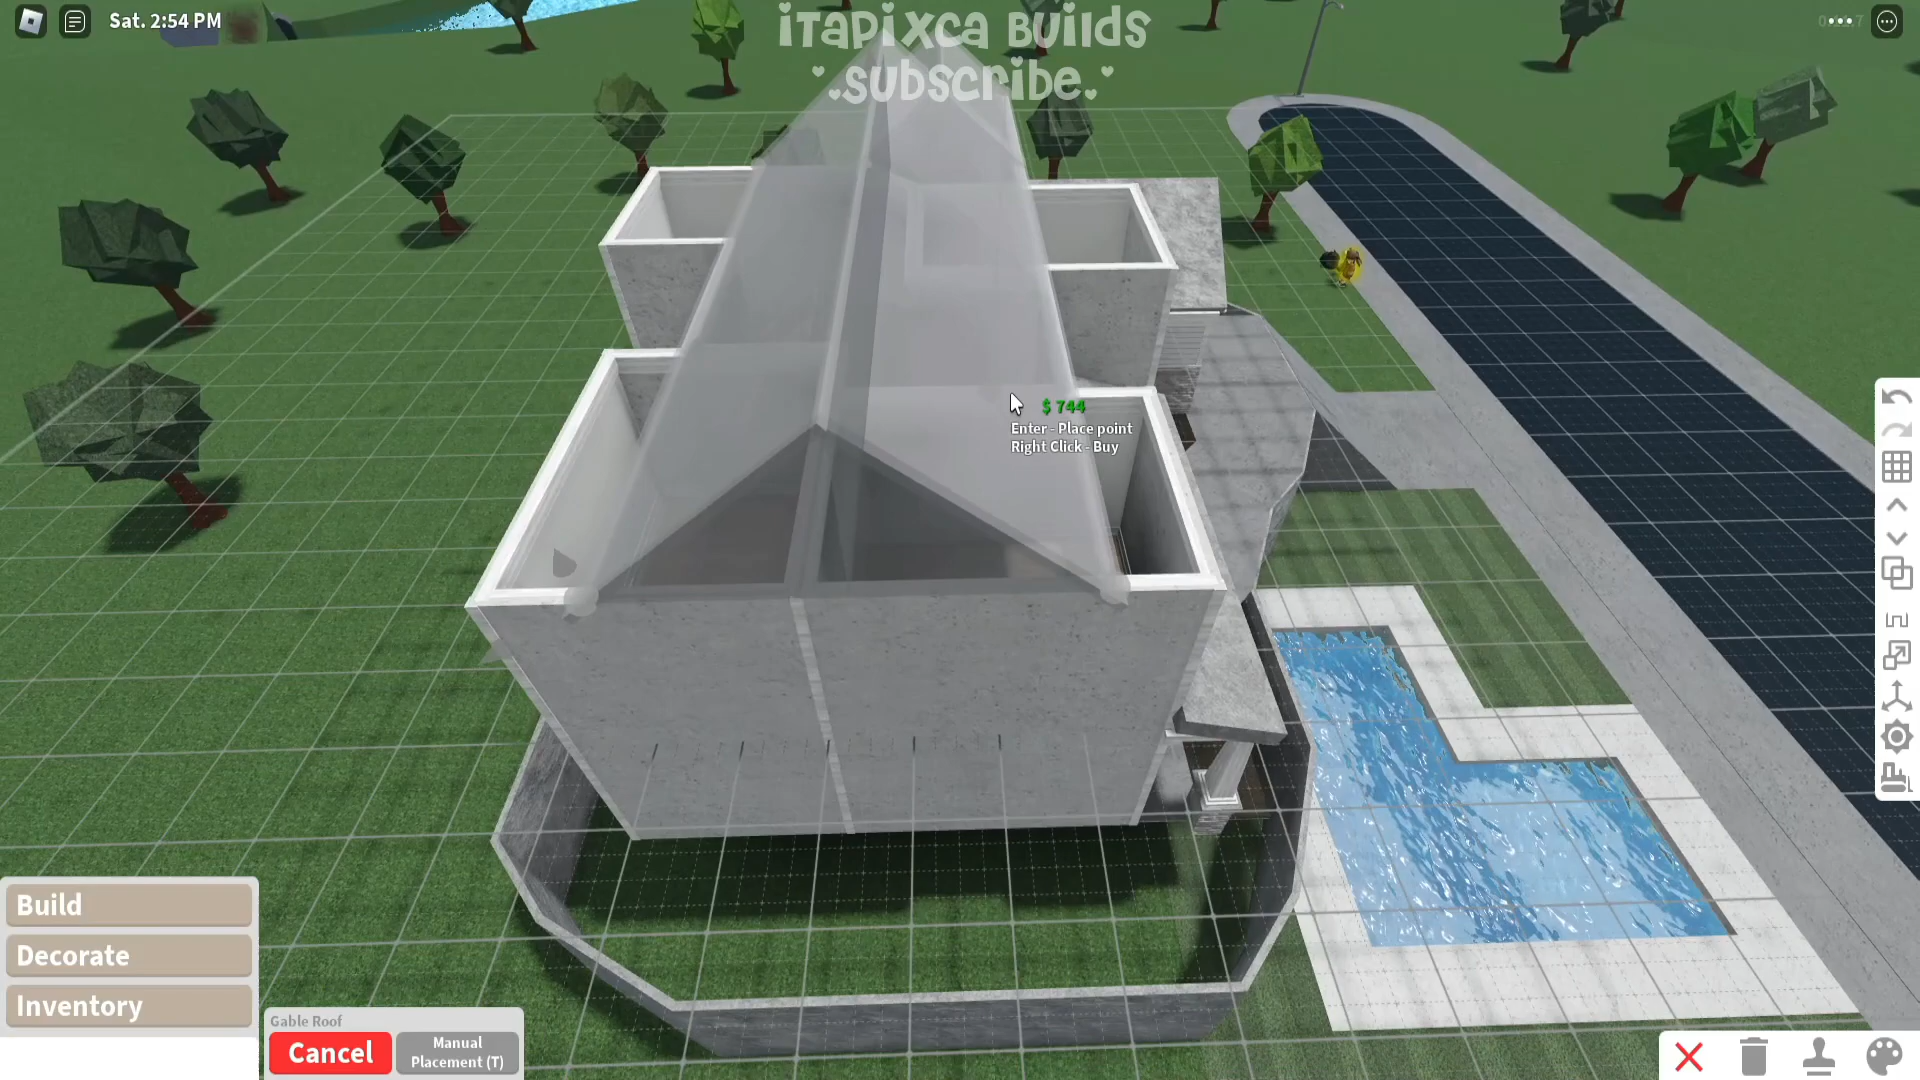 Sat. 2:54 PM
iTapixca Builds
subscribe
$ 744
Enter - Place point
Right Click - Buy
Build
Decorate
Inventory
Gable Roof
Cancel
Manual
Placement (T)